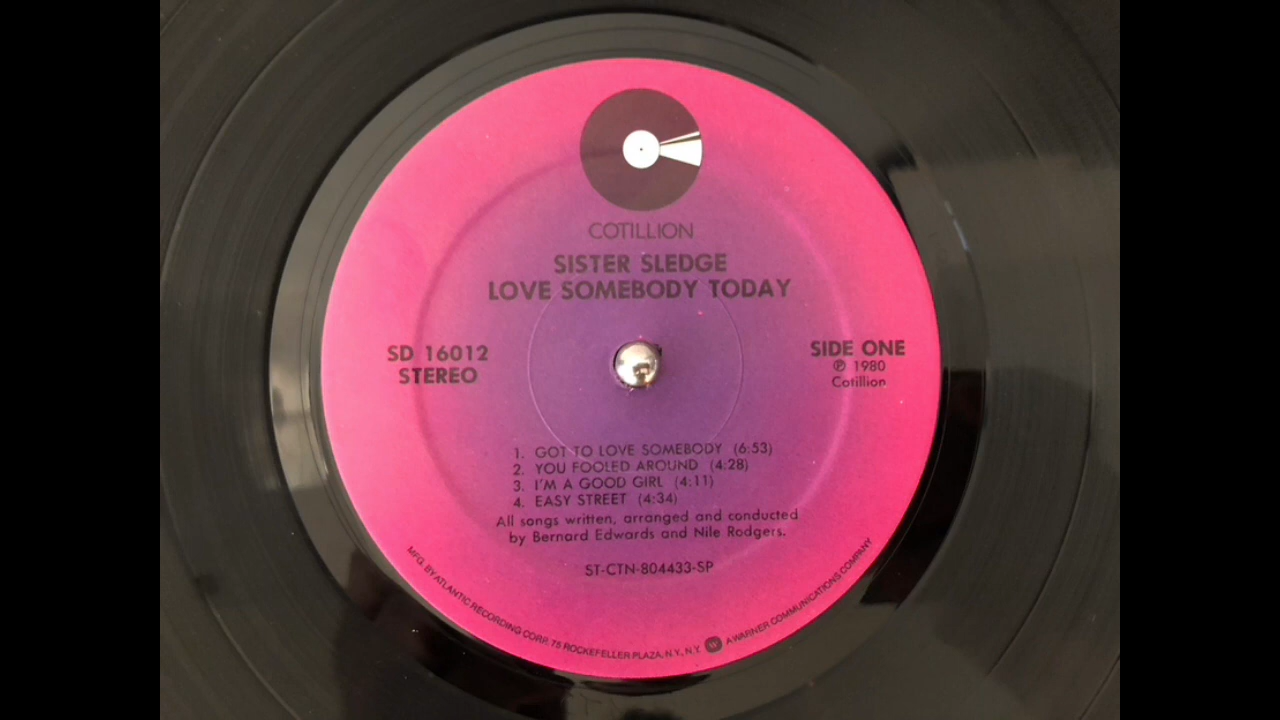 COTILLION
SISTER SLEDGE
LOVE SOMEBODY TODAY
SD 16012
STEREO
SIDE ONE
℗ 1980
Cotillion
1. GOT TO LOVE SOMEBODY (6:53)
2. YOU FOOLED AROUND (4:28)
3. I'M A GOOD GIRL (4:11)
4. EASY STREET (4:34)
All songs written, arranged and conducted
by Bernard Edwards and Nile Rodgers.
ST-CTN-804433-SP
MFG. BY ATLANTIC RECORDING CORP. 75 ROCKEFELLER PLAZA, N.Y., N.Y. A WARNER COMMUNICATIONS COMPANY